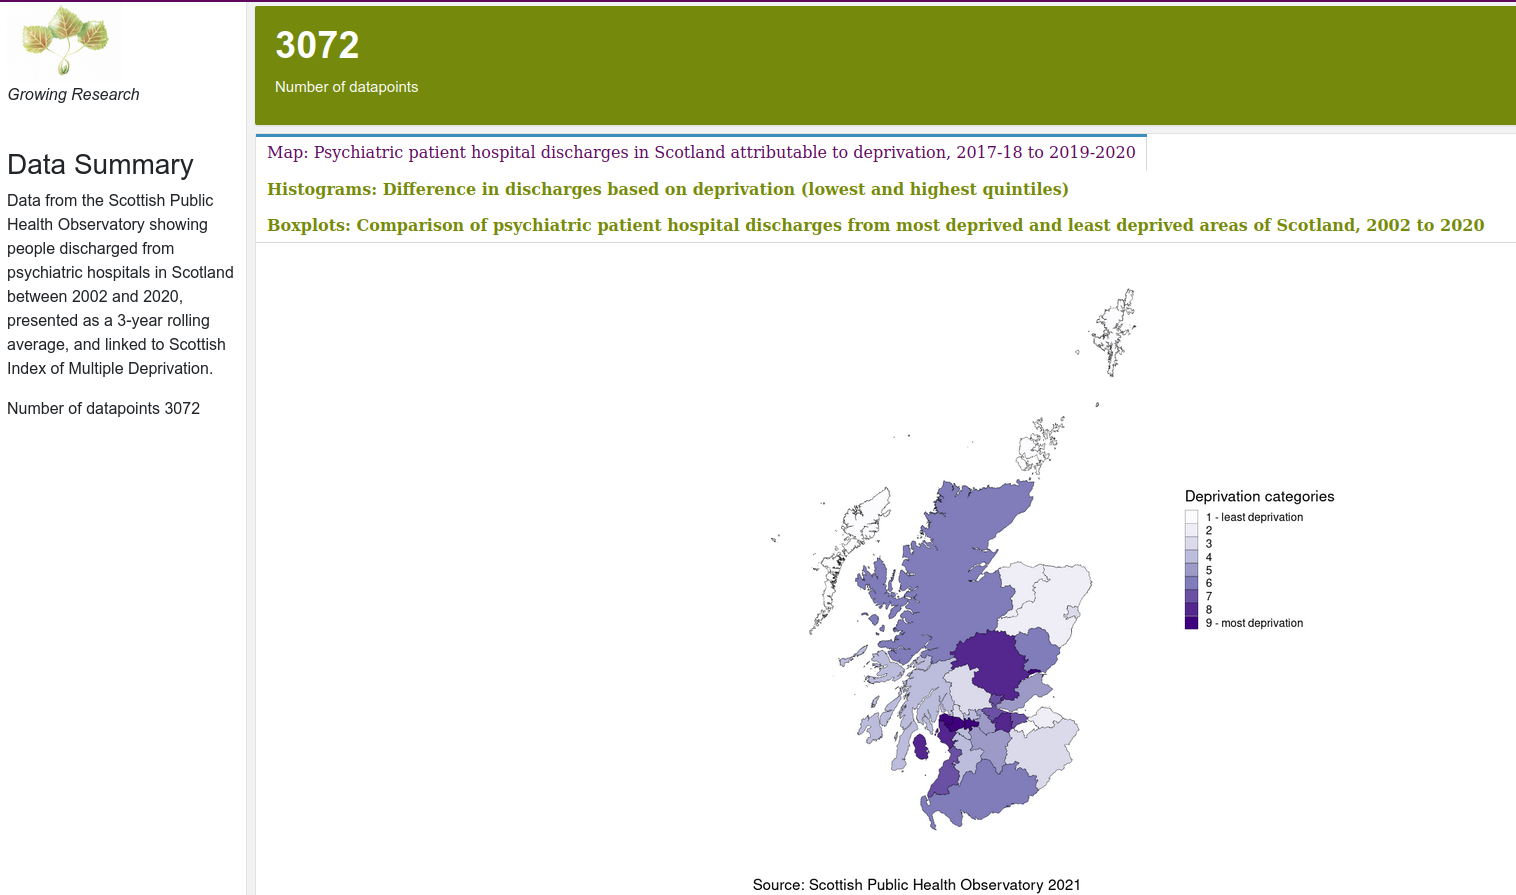 Growing Research
Data Summary
Data from the Scottish Public
Health Observatory showing
people discharged from
psychiatric hospitals in Scotland
between 2002 and 2020,
presented as a 3-year rolling
average, and linked to Scottish
Index of Multiple Deprivation.
Number of datapoints 3072
3072
Number of datapoints
Map: Psychiatric patient hospital discharges in Scotland attributable to deprivation, 2017-18 to 2019-2020
Histograms: Difference in discharges based on deprivation (lowest and highest quintiles)
Boxplots: Comparison of psychiatric patient hospital discharges from most deprived and least deprived areas of Scotland, 2002 to 2020
Deprivation categories
1 - least deprivation
2
3
4
5
6
7
8
9 - most deprivation
Source: Scottish Public Health Observatory 2021